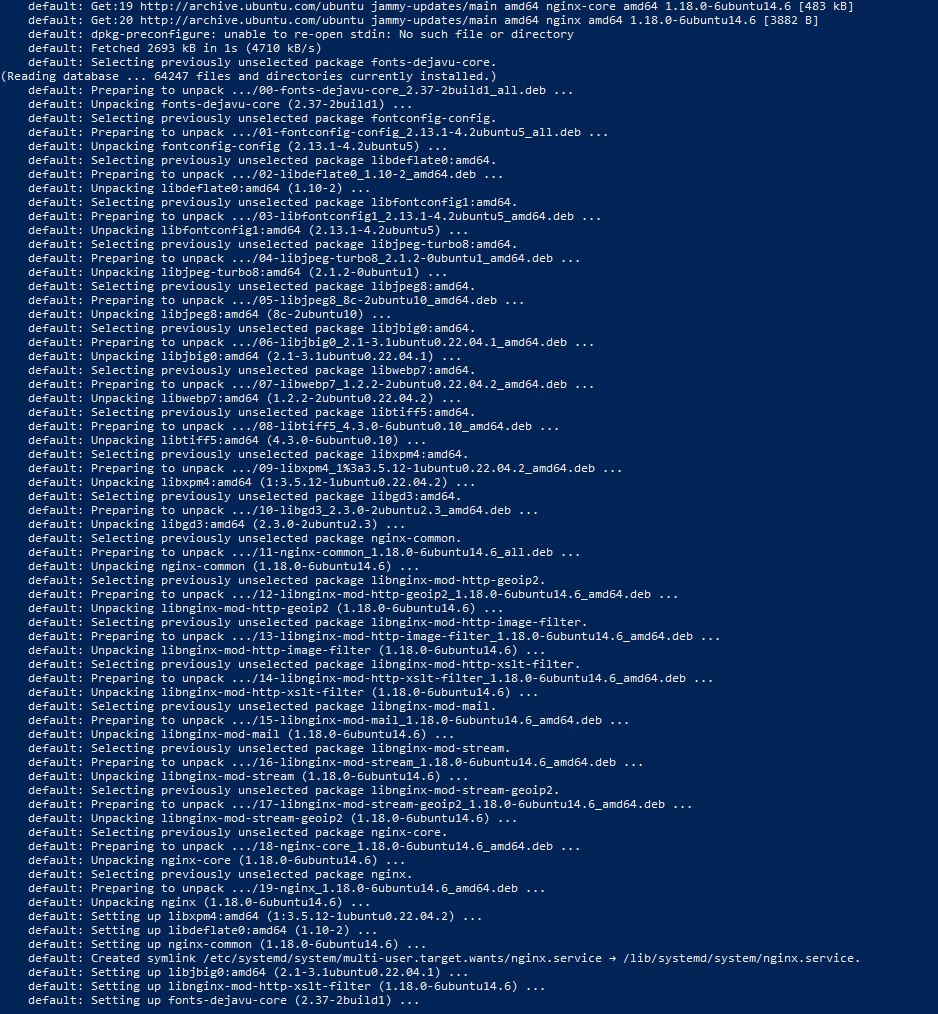 default: Get:19 http://archive.ubuntu.com/ubuntu jammy-updates/main amd64 nginx-core amd64 1.18.0-6ubuntu14.6 [483 kB]
default: Get:20 http://archive.ubuntu.com/ubuntu jammy-updates/main amd64 nginx amd64 1.18.0-6ubuntu14.6 [3882 B]
default: dpkg-preconfigure: unable to re-open stdin: No such file or directory
default: Fetched 2693 kB in 1s (4710 kB/s)
default: Selecting previously unselected package fonts-dejavu-core.
(Reading database ... 64247 files and directories currently installed.)
default: Preparing to unpack .../00-fonts-dejavu-core_2.37-2build1_all.deb ...
default: Unpacking fonts-dejavu-core (2.37-2build1) ...
default: Selecting previously unselected package fontconfig-config.
default: Preparing to unpack .../01-fontconfig-config_2.13.1-4.2ubuntu5_all.deb ...
default: Unpacking fontconfig-config (2.13.1-4.2ubuntu5) ...
default: Selecting previously unselected package libdeflate0:amd64.
default: Preparing to unpack .../02-libdeflate0_1.10-2_amd64.deb ...
default: Unpacking libdeflate0:amd64 (1.10-2) ...
default: Selecting previously unselected package libfontconfig1:amd64.
default: Preparing to unpack .../03-libfontconfig1_2.13.1-4.2ubuntu5_amd64.deb ...
default: Unpacking libfontconfig1:amd64 (2.13.1-4.2ubuntu5) ...
default: Selecting previously unselected package libjpeg-turbo8:amd64.
default: Preparing to unpack .../04-libjpeg-turbo8_2.1.2-0ubuntu1_amd64.deb ...
default: Unpacking libjpeg-turbo8:amd64 (2.1.2-0ubuntu1) ...
default: Selecting previously unselected package libjpeg8:amd64.
default: Preparing to unpack .../05-libjpeg8_8c-2ubuntu10_amd64.deb ...
default: Unpacking libjpeg8:amd64 (8c-2ubuntu10) ...
default: Selecting previously unselected package libjbig0:amd64.
default: Preparing to unpack .../06-libjbig0_2.1-3.1ubuntu0.22.04.1_amd64.deb ...
default: Unpacking libjbig0:amd64 (2.1-3.1ubuntu0.22.04.1) ...
default: Selecting previously unselected package libwebp7:amd64.
default: Preparing to unpack .../07-libwebp7_1.2.2-2ubuntu0.22.04.2_amd64.deb ...
default: Unpacking libwebp7:amd64 (1.2.2-2ubuntu0.22.04.2) ...
default: Selecting previously unselected package libtiff5:amd64.
default: Preparing to unpack .../08-libtiff5_4.3.0-6ubuntu0.10_amd64.deb ...
default: Unpacking libtiff5:amd64 (4.3.0-6ubuntu0.10) ...
default: Selecting previously unselected package libxpm4:amd64.
default: Preparing to unpack .../09-libxpm4_1%3a3.5.12-1ubuntu0.22.04.2_amd64.deb ...
default: Unpacking libxpm4:amd64 (1:3.5.12-1ubuntu0.22.04.2) ...
default: Selecting previously unselected package libgd3:amd64.
default: Preparing to unpack .../10-libgd3_2.3.0-2ubuntu2.3_amd64.deb ...
default: Unpacking libgd3:amd64 (2.3.0-2ubuntu2.3) ...
default: Selecting previously unselected package nginx-common.
default: Preparing to unpack .../11-nginx-common_1.18.0-6ubuntu14.6_all.deb ...
default: Unpacking nginx-common (1.18.0-6ubuntu14.6) ...
default: Selecting previously unselected package libnginx-mod-http-geoip2.
default: Preparing to unpack .../12-libnginx-mod-http-geoip2_1.18.0-6ubuntu14.6_amd64.deb ...
default: Unpacking libnginx-mod-http-geoip2 (1.18.0-6ubuntu14.6) ...
default: Selecting previously unselected package libnginx-mod-http-image-filter.
default: Preparing to unpack .../13-libnginx-mod-http-image-filter_1.18.0-6ubuntu14.6_amd64.deb ...
default: Unpacking libnginx-mod-http-image-filter (1.18.0-6ubuntu14.6) ...
default: Selecting previously unselected package libnginx-mod-http-xslt-filter.
default: Preparing to unpack .../14-libnginx-mod-http-xslt-filter_1.18.0-6ubuntu14.6_amd64.deb ...
default: Unpacking libnginx-mod-http-xslt-filter (1.18.0-6ubuntu14.6) ...
default: Selecting previously unselected package libnginx-mod-mail.
default: Preparing to unpack .../15-libnginx-mod-mail_1.18.0-6ubuntu14.6_amd64.deb ...
default: Unpacking libnginx-mod-mail (1.18.0-6ubuntu14.6) ...
default: Selecting previously unselected package libnginx-mod-stream.
default: Preparing to unpack .../16-libnginx-mod-stream_1.18.0-6ubuntu14.6_amd64.deb ...
default: Unpacking libnginx-mod-stream (1.18.0-6ubuntu14.6) ...
default: Selecting previously unselected package libnginx-mod-stream-geoip2.
default: Preparing to unpack .../17-libnginx-mod-stream-geoip2_1.18.0-6ubuntu14.6_amd64.deb ...
default: Unpacking libnginx-mod-stream-geoip2 (1.18.0-6ubuntu14.6) ...
default: Selecting previously unselected package nginx-core.
default: Preparing to unpack .../18-nginx-core_1.18.0-6ubuntu14.6_amd64.deb ...
default: Unpacking nginx-core (1.18.0-6ubuntu14.6) ...
default: Selecting previously unselected package nginx.
default: Preparing to unpack .../19-nginx_1.18.0-6ubuntu14.6_amd64.deb ...
default: Unpacking nginx (1.18.0-6ubuntu14.6) ...
default: Setting up libxpm4:amd64 (1:3.5.12-1ubuntu0.22.04.2) ...
default: Setting up libdeflate0:amd64 (1.10-2) ...
default: Setting up nginx-common (1.18.0-6ubuntu14.6) ...
default: Created symlink /etc/systemd/system/multi-user.target.wants/nginx.service → /lib/systemd/system/nginx.service.
default: Setting up libjbig0:amd64 (2.1-3.1ubuntu0.22.04.1) ...
default: Setting up libnginx-mod-http-xslt-filter (1.18.0-6ubuntu14.6) ...
default: Setting up fonts-dejavu-core (2.37-2build1) ...